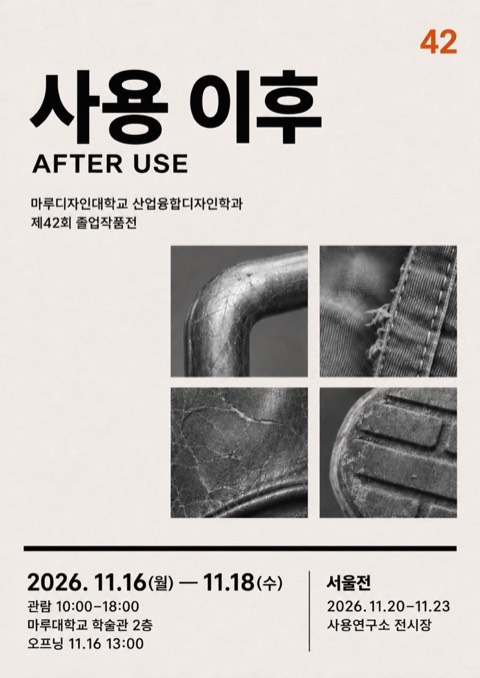 42
사용 이후
AFTER USE
마루디자인대학교 산업융합디자인학과
제42회 졸업작품전
2026. 11.16(월) — 11.18(수)
관람 10:00–18:00
마루대학교 학술관 2층
오프닝 11.16 13:00
서울전
2026. 11.20–11.23
사용연구소 전시장